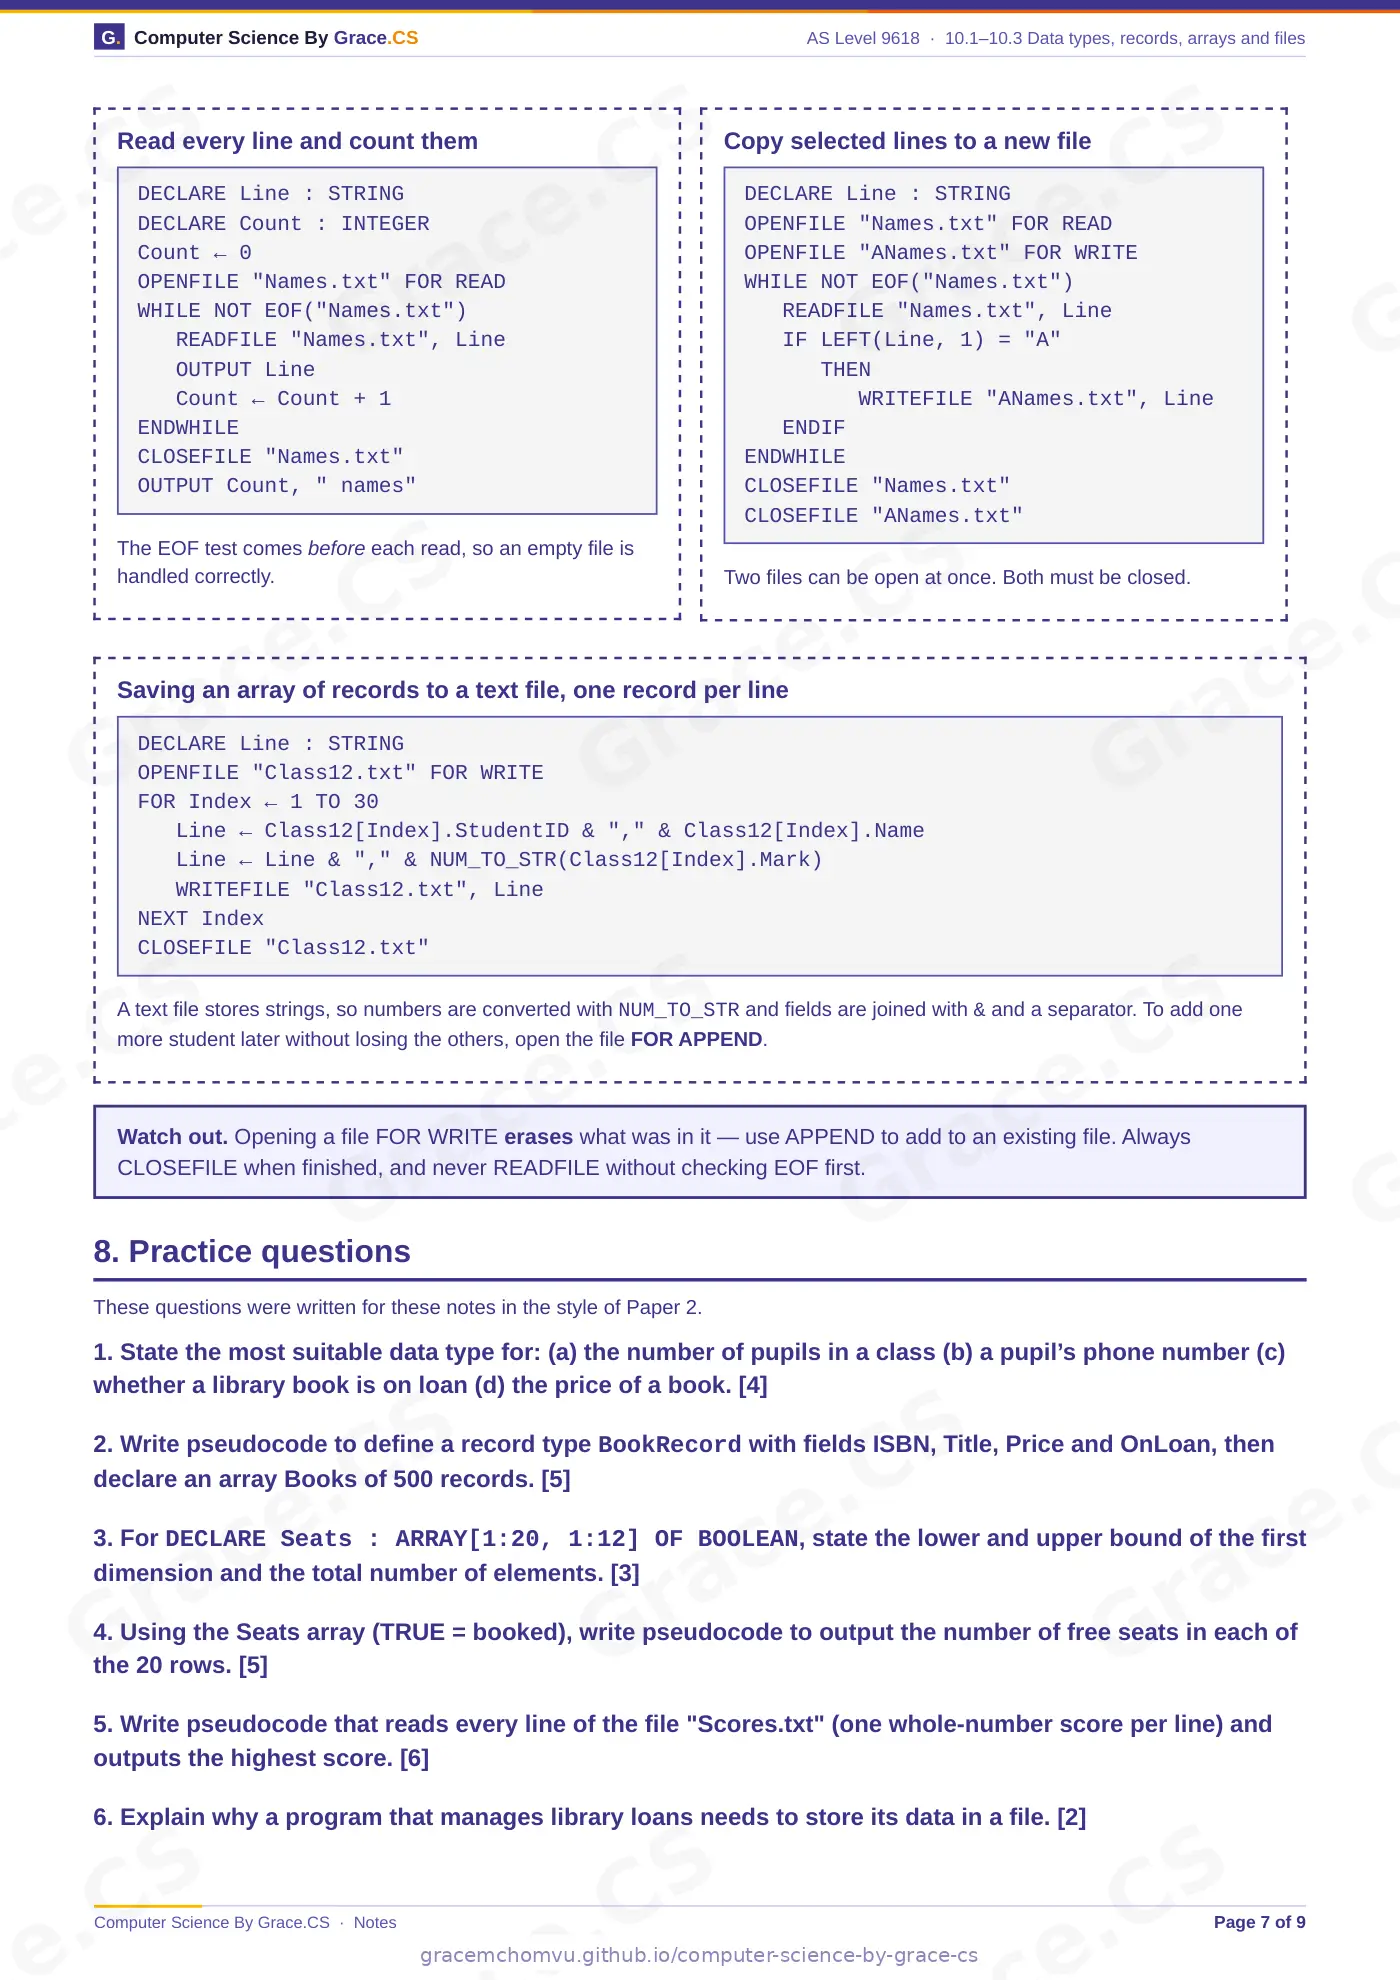 G. Computer Science By Grace.CS
AS Level 9618 · 10.1–10.3 Data types, records, arrays and files
Read every line and count them
DECLARE Line : STRING
DECLARE Count : INTEGER
Count ← 0
OPENFILE "Names.txt" FOR READ
WHILE NOT EOF("Names.txt")
   READFILE "Names.txt", Line
   OUTPUT Line
   Count ← Count + 1
ENDWHILE
CLOSEFILE "Names.txt"
OUTPUT Count, " names"
The EOF test comes before each read, so an empty file is
handled correctly.
Copy selected lines to a new file
DECLARE Line : STRING
OPENFILE "Names.txt" FOR READ
OPENFILE "ANames.txt" FOR WRITE
WHILE NOT EOF("Names.txt")
   READFILE "Names.txt", Line
   IF LEFT(Line, 1) = "A"
      THEN
         WRITEFILE "ANames.txt", Line
   ENDIF
ENDWHILE
CLOSEFILE "Names.txt"
CLOSEFILE "ANames.txt"
Two files can be open at once. Both must be closed.
Saving an array of records to a text file, one record per line
DECLARE Line : STRING
OPENFILE "Class12.txt" FOR WRITE
FOR Index ← 1 TO 30
   Line ← Class12[Index].StudentID & "," & Class12[Index].Name
   Line ← Line & "," & NUM_TO_STR(Class12[Index].Mark)
   WRITEFILE "Class12.txt", Line
NEXT Index
CLOSEFILE "Class12.txt"
A text file stores strings, so numbers are converted with NUM_TO_STR and fields are joined with & and a separator. To add one
more student later without losing the others, open the file FOR APPEND.
Watch out. Opening a file FOR WRITE erases what was in it — use APPEND to add to an existing file. Always
CLOSEFILE when finished, and never READFILE without checking EOF first.
8. Practice questions
These questions were written for these notes in the style of Paper 2.
1. State the most suitable data type for: (a) the number of pupils in a class (b) a pupil’s phone number (c)
whether a library book is on loan (d) the price of a book. [4]
2. Write pseudocode to define a record type BookRecord with fields ISBN, Title, Price and OnLoan, then
declare an array Books of 500 records. [5]
3. For DECLARE Seats : ARRAY[1:20, 1:12] OF BOOLEAN, state the lower and upper bound of the first
dimension and the total number of elements. [3]
4. Using the Seats array (TRUE = booked), write pseudocode to output the number of free seats in each of
the 20 rows. [5]
5. Write pseudocode that reads every line of the file "Scores.txt" (one whole-number score per line) and
outputs the highest score. [6]
6. Explain why a program that manages library loans needs to store its data in a file. [2]
Computer Science By Grace.CS · Notes
Page 7 of 9
gracemchomvu.github.io/computer-science-by-grace-cs